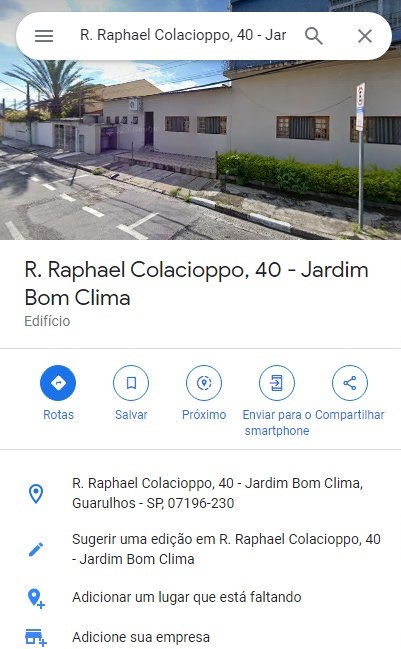 R. Raphael Colacioppo, 40 - Jar
R. Raphael Colacioppo, 40 - Jardim
Bom Clima
Edifício
Rotas
Salvar
Próximo
Enviar para o
smartphone
Compartilhar
R. Raphael Colacioppo, 40 - Jardim Bom Clima,
Guarulhos - SP, 07196-230
Sugerir uma edição em R. Raphael Colacioppo, 40
- Jardim Bom Clima
Adicionar um lugar que está faltando
Adicione sua empresa